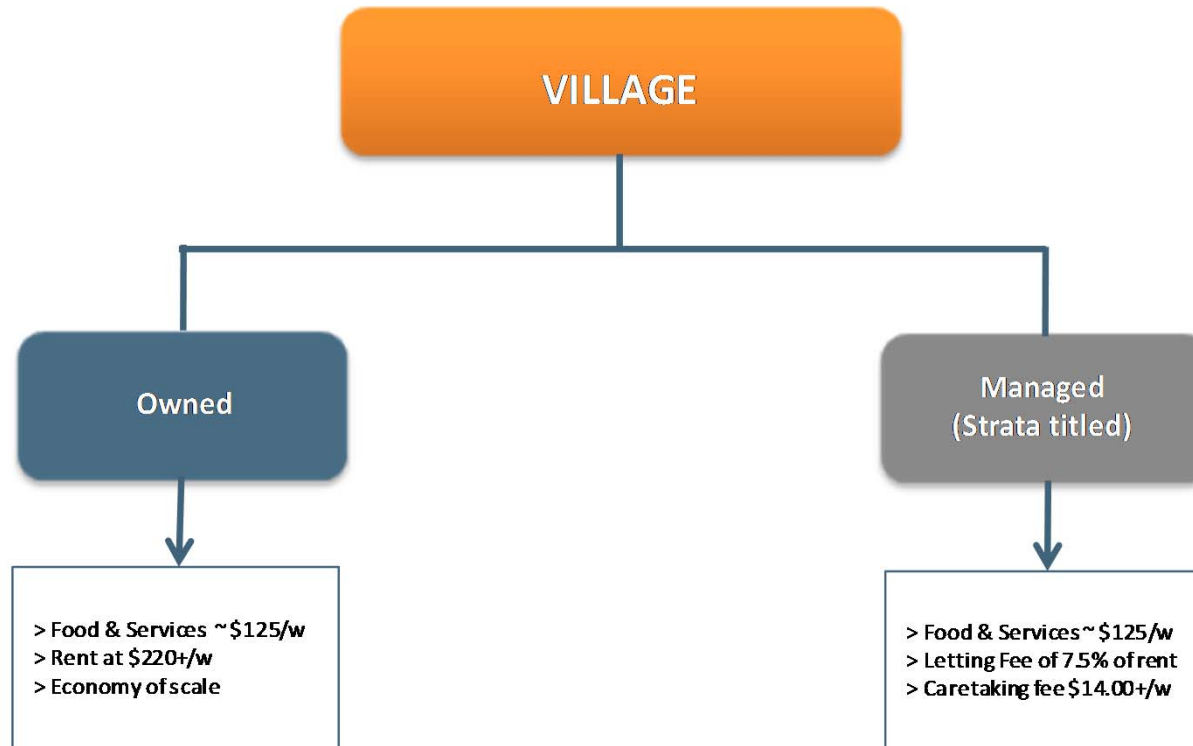 VILLAGE
Owned
Managed
(Strata titled)
> Food & Services ~ $125/w
> Rent at $220+/w
> Economy of scale
> Food & Services ~ $125/w
> Letting Fee of 7.5% of rent
> Caretaking fee $14.00+/w